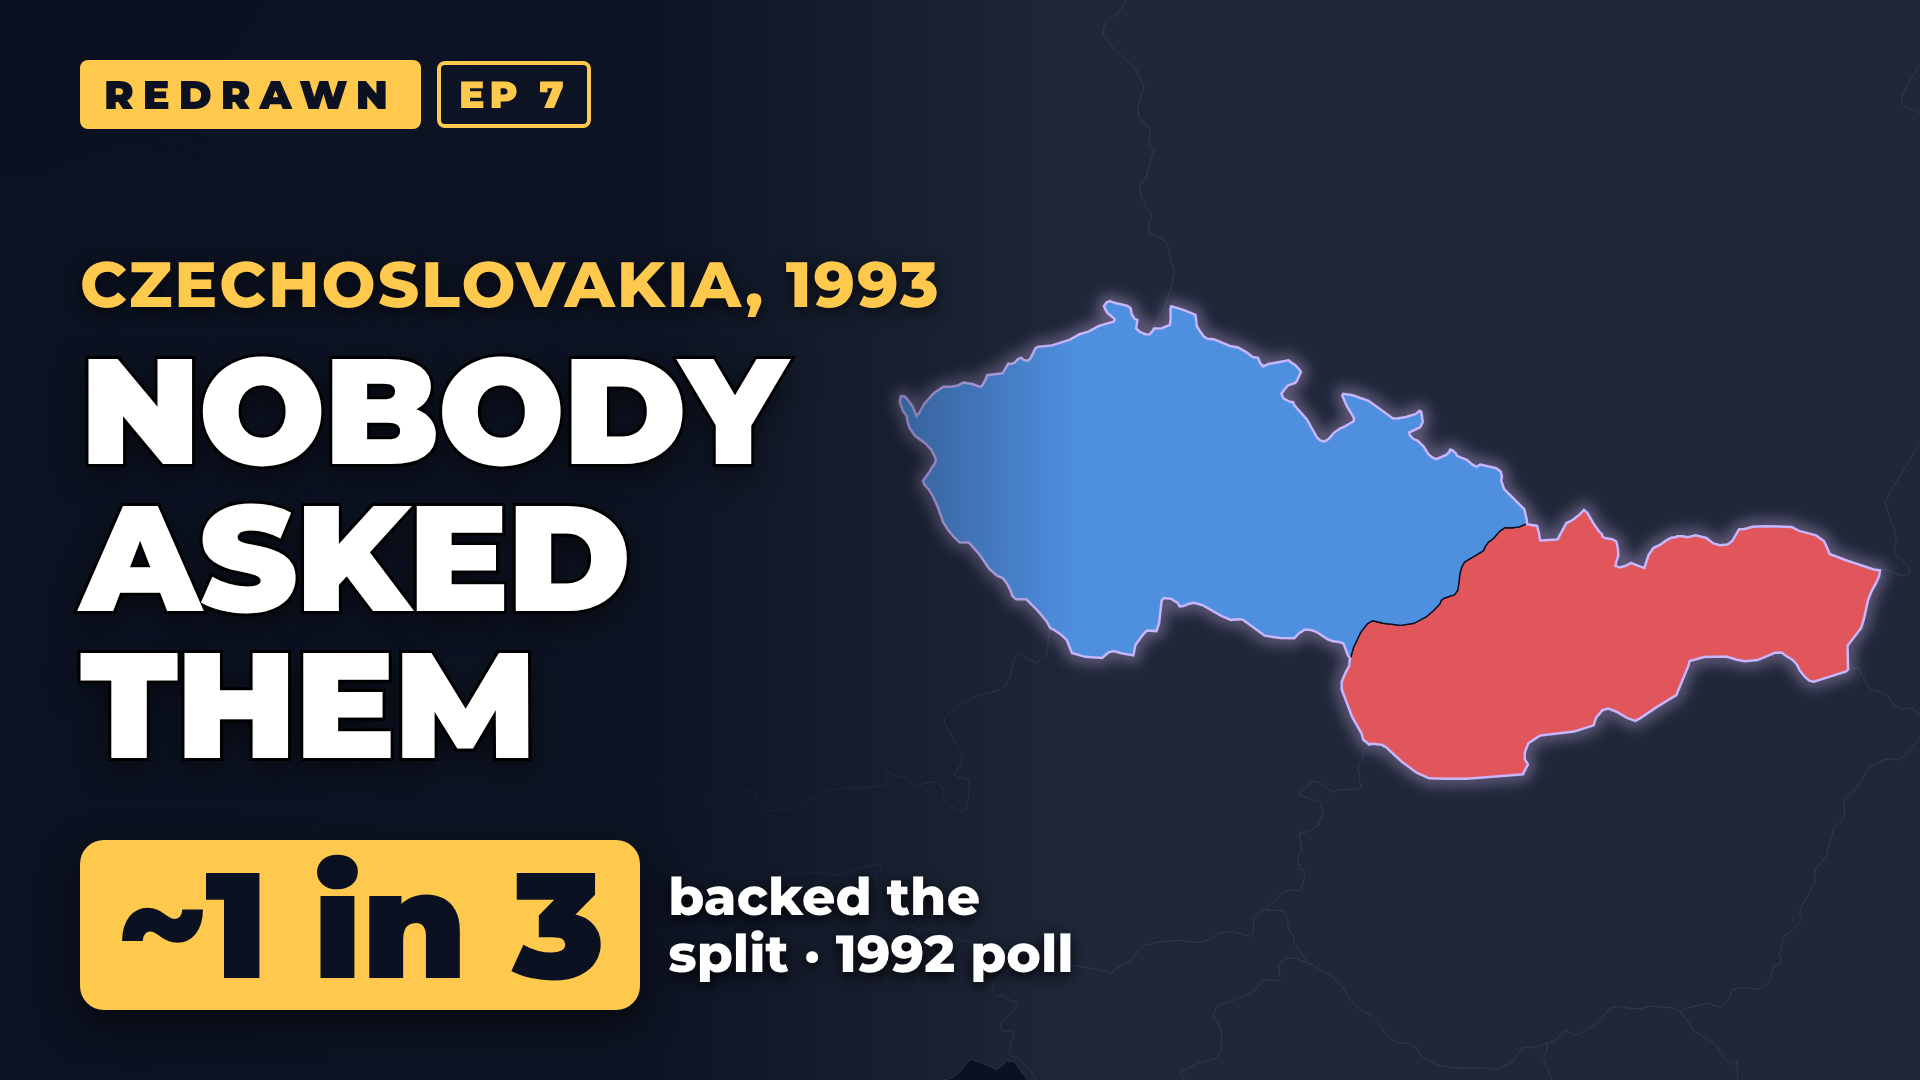 REDRAWN
EP 7
CZECHOSLOVAKIA, 1993
NOBODY
ASKED
THEM
~1 in 3
backed the
split • 1992 poll